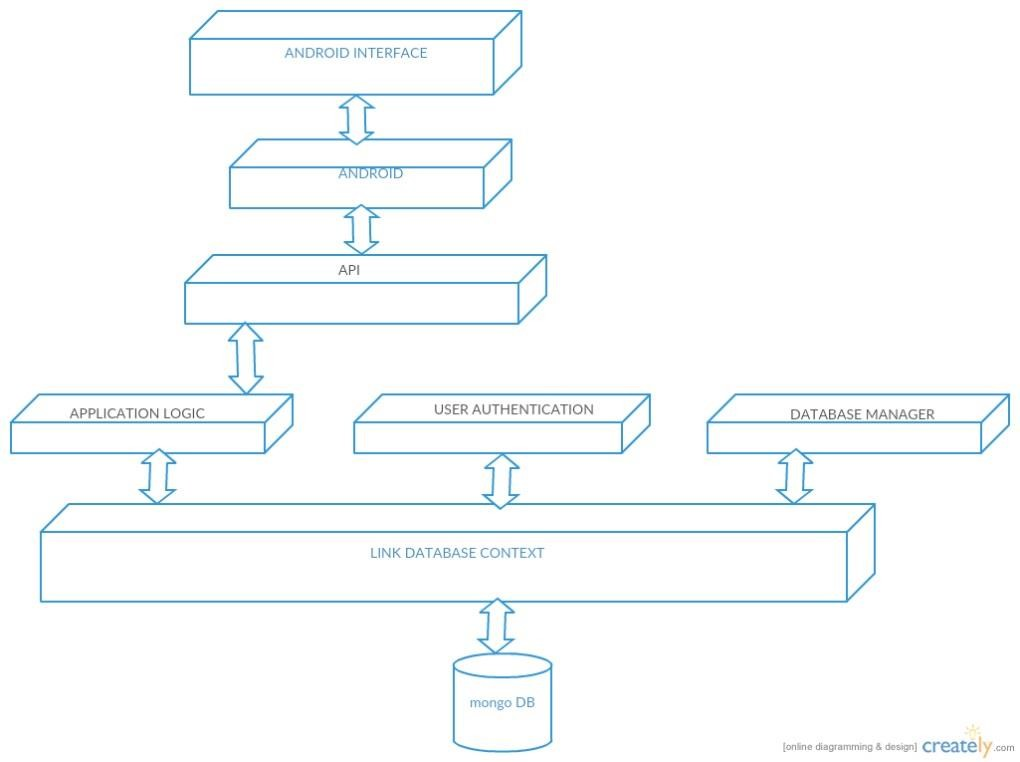 ANDROID INTERFACE
ANDROID
API
APPLICATION LOGIC
USER AUTHENTICATION
DATABASE MANAGER
LINK DATABASE CONTEXT
mongo DB
[online diagramming & design] creately.com